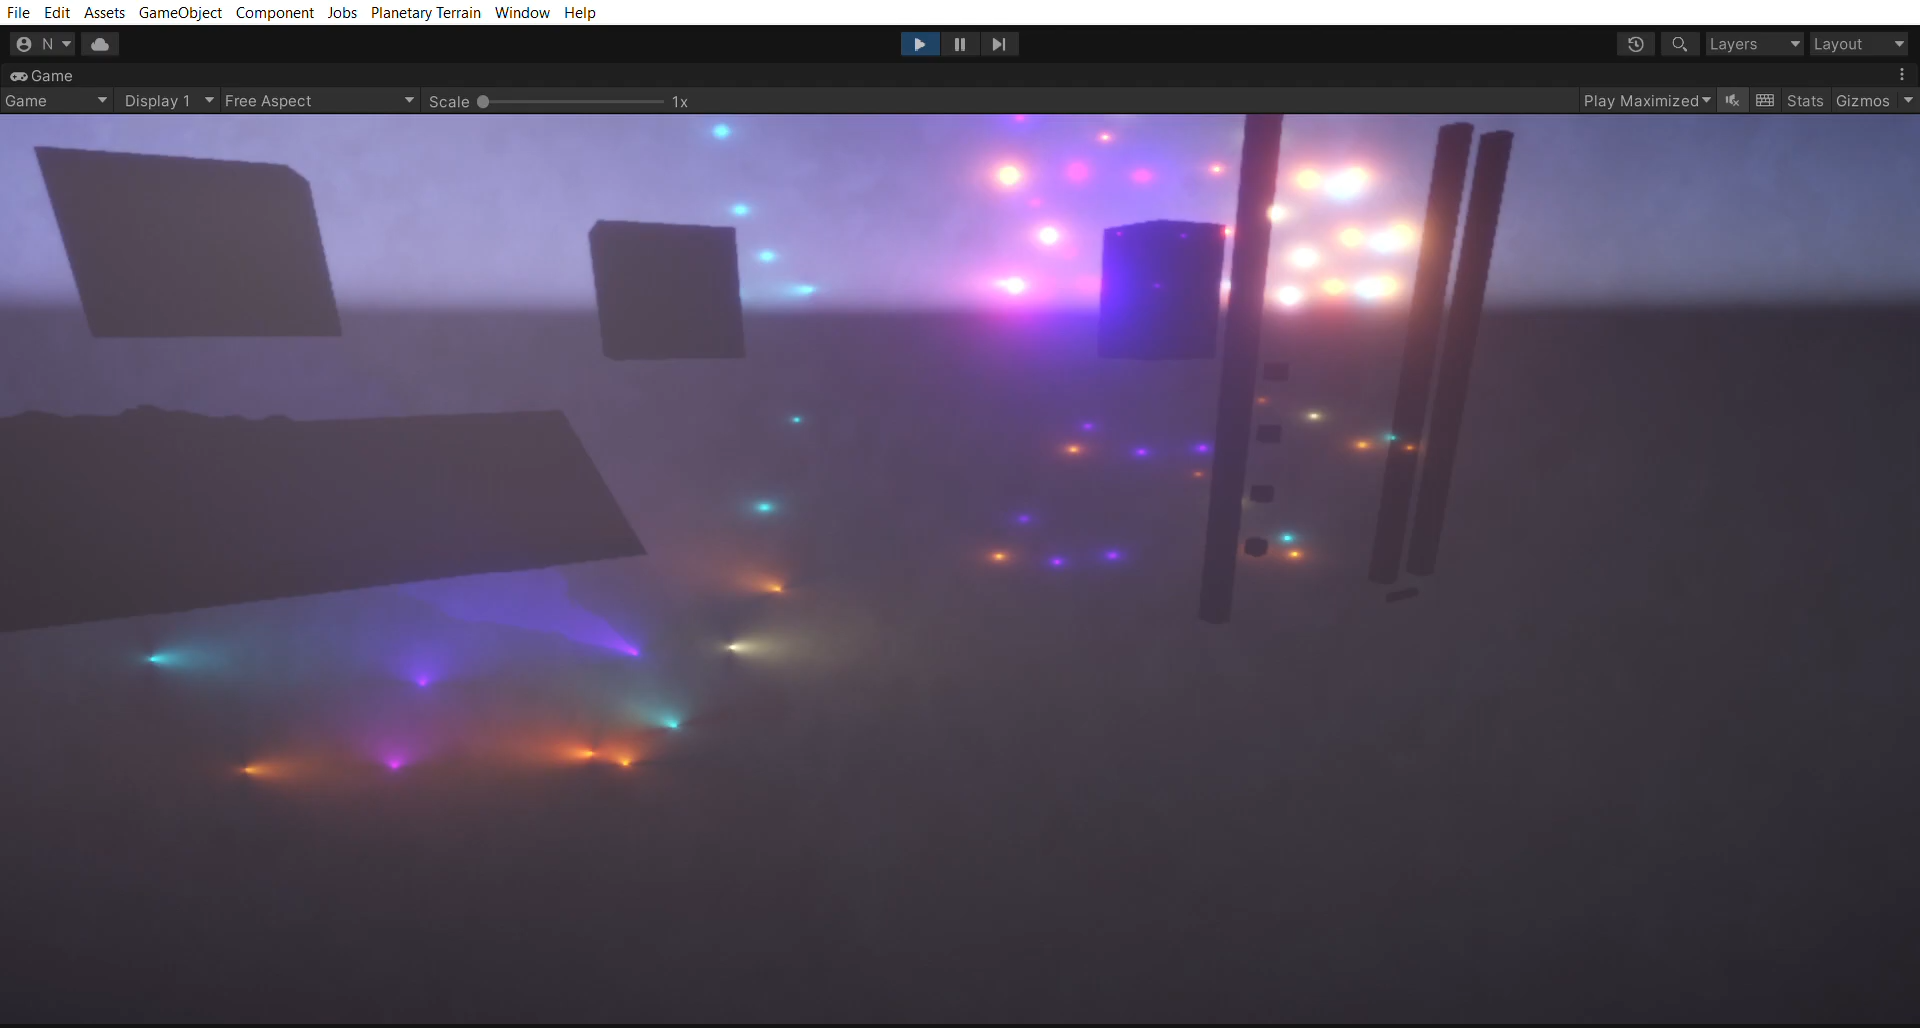 File Edit Assets GameObject Component Jobs Planetary Terrain Window Help
N Layers Layout
Game
Game Display 1 Free Aspect Scale 1x Play Maximized Stats Gizmos